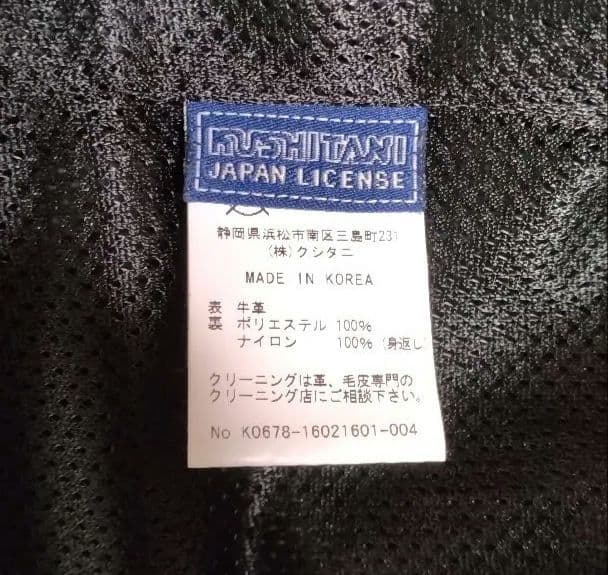 KUSHITANI
JAPAN LICENSE
静岡県浜松市南区三島町231
(株)クシタニ
MADE IN KOREA
表 牛革
裏 ポリエステル 100%
ナイロン 100% (身返し
クリーニングは革、毛皮専門の
クリーニング店にご相談下さい。
No K0678-16021601-004